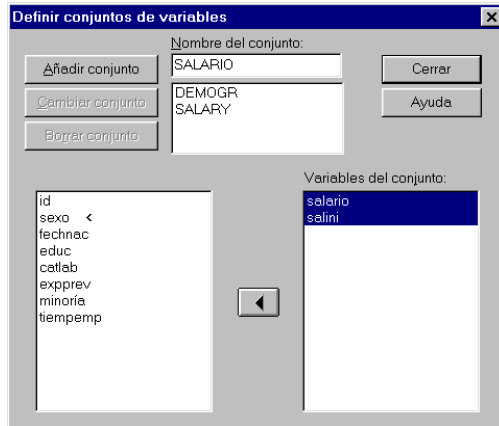 Definir conjuntos de variables
Nombre del conjunto:
Añadir conjunto
SALARIO
Cerrar
Cambiar conjunto
DEMOGR
SALARY
Ayuda
Borrar conjunto
Variables del conjunto:
id
sexo <
fechnac
educ
catlab
expprev
minoría
tiempemp
salario
salini